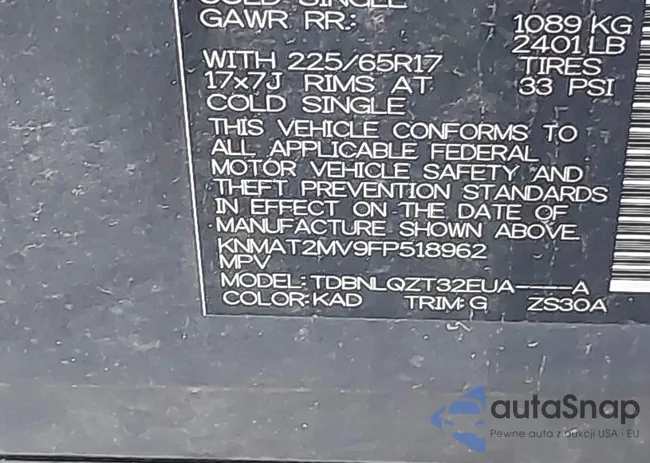 COLD SINGLE
GAWR RR: 1089 KG
2401 LB
WITH 225/65R17 TIRES
17x7J RIMS AT 33 PSI
COLD SINGLE
THIS VEHICLE CONFORMS TO
ALL APPLICABLE FEDERAL
MOTOR VEHICLE SAFETY AND
THEFT PREVENTION STANDARDS
IN EFFECT ON THE DATE OF
MANUFACTURE SHOWN ABOVE.
KNMAT2MV9FP518962
MPV
MODEL: TDBNLQZT32EUA-----A
COLOR: KAD TRIM: G ZS30A
autaSnap
Pewne auta z aukcji USA i EU